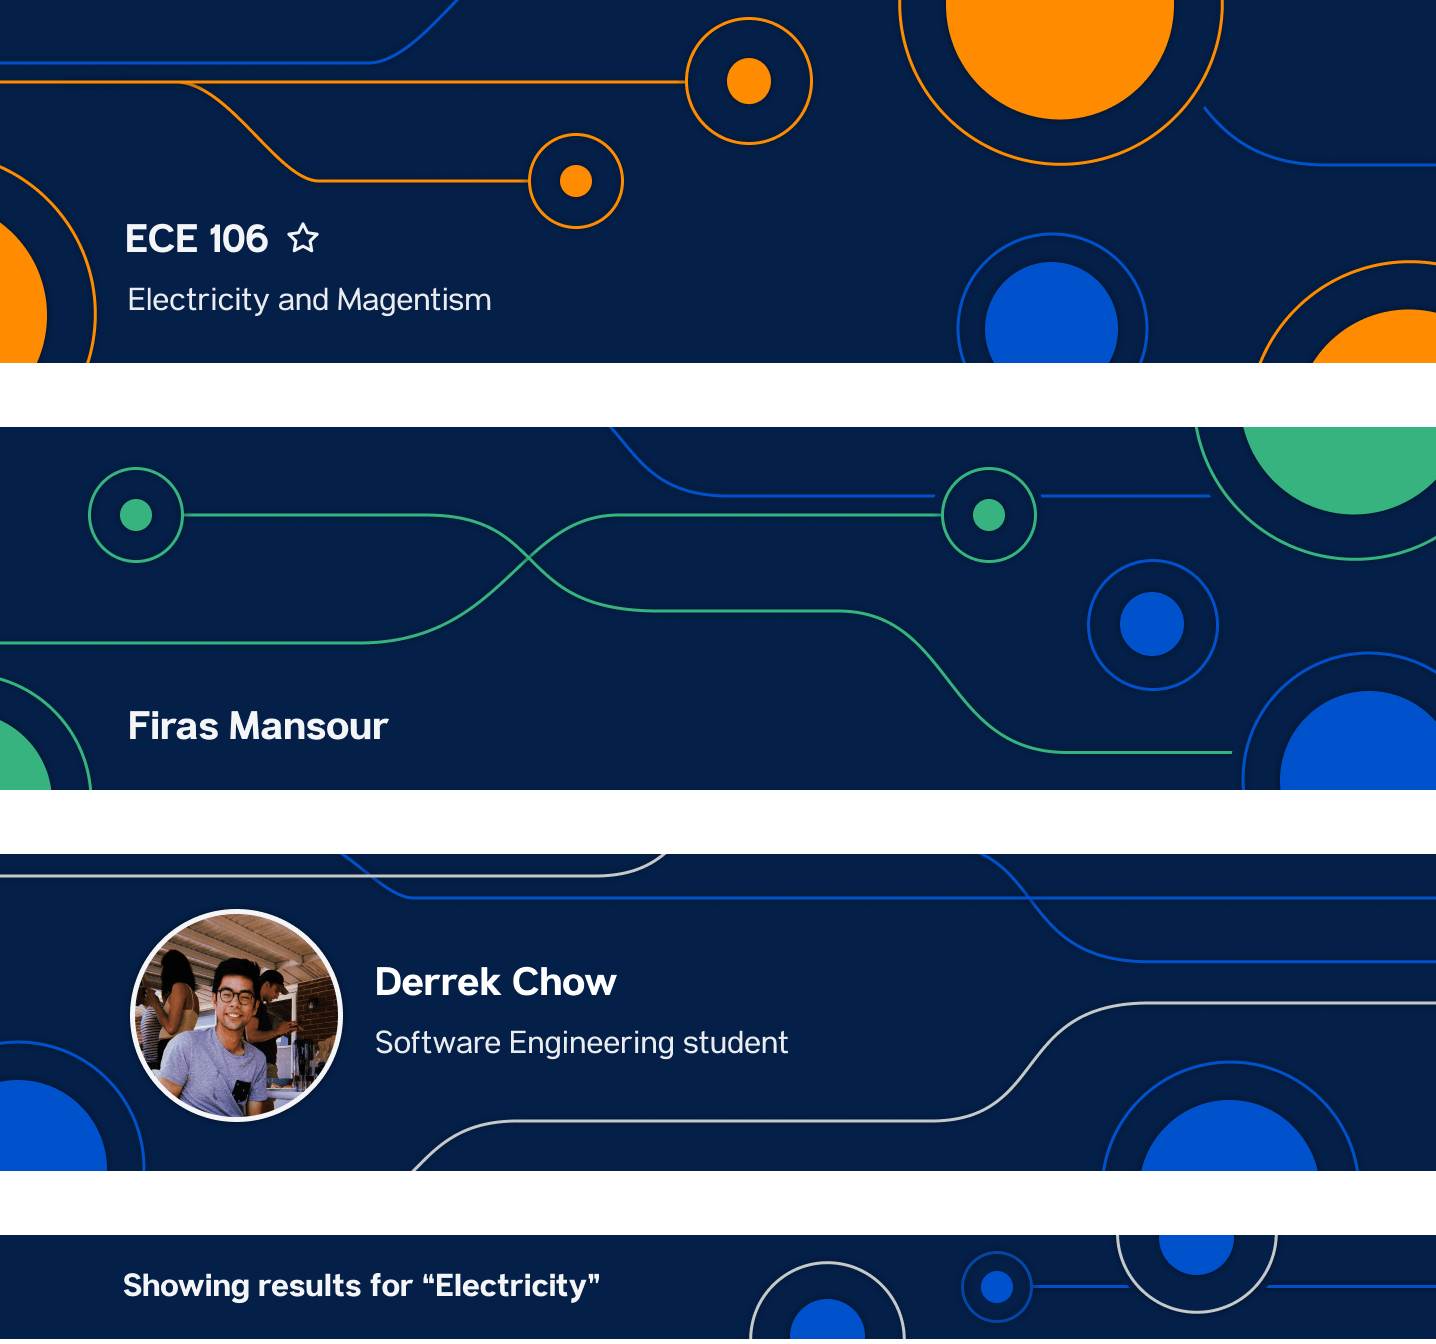 ECE 106
Electricity and Magentism
Firas Mansour
Derrek Chow
Software Engineering student
Showing results for “Electricity”